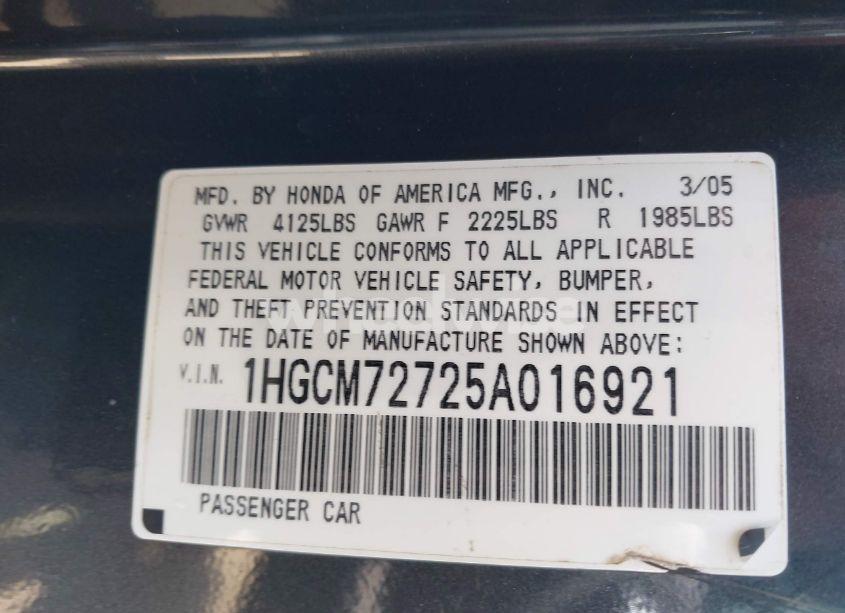 MFD. BY HONDA OF AMERICA MFG., INC. 3/05
GVWR 4125LBS GAWR F 2225LBS R 1985LBS
THIS VEHICLE CONFORMS TO ALL APPLICABLE
FEDERAL MOTOR VEHICLE SAFETY, BUMPER,
AND THEFT PREVENTION STANDARDS IN EFFECT
ON THE DATE OF MANUFACTURE SHOWN ABOVE:
V.I.N. 1HGCM72725A016921
PASSENGER CAR